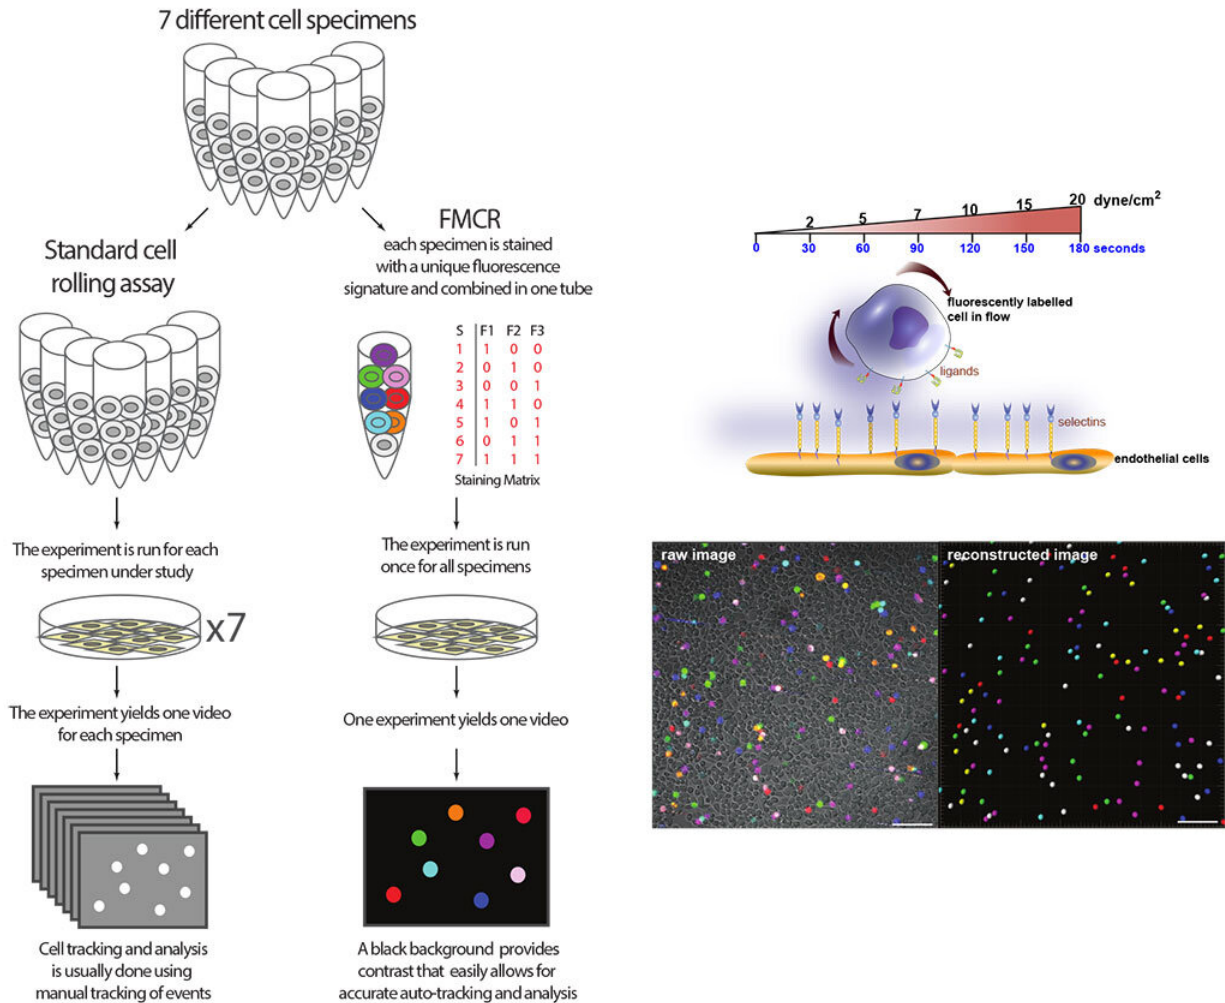 7 different cell specimens
Standard cell
rolling assay
The experiment is run for each
specimen under study
x7
The experiment yields one video
for each specimen
Cell tracking and analysis
is usually done using
manual tracking of events
FMCR
each specimen is stained
with a unique fluorescence
signature and combined in one tube
S F1 F2 F3
1 1 0 0
2 0 1 0
3 0 0 1
4 1 1 0
5 1 0 1
6 0 1 1
7 1 1 1
Staining Matrix
The experiment is run
once for all specimens
One experiment yields one video
A black background provides
contrast that easily allows for
accurate auto-tracking and analysis
2 5 7 10 15 20 dyne/cm²
0 30 60 90 120 150 180 seconds
fluorescently labelled
cell in flow
ligands
selectins
endothelial cells
raw image
reconstructed image